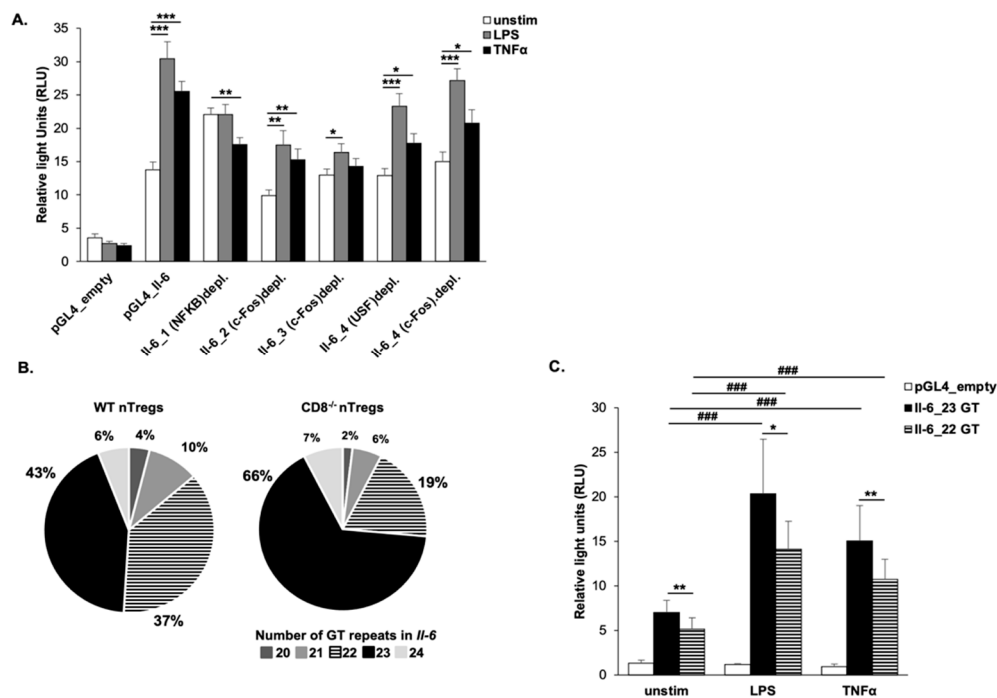 A.
unstim
LPS
TNFα
Relative light Units (RLU)
35
30
25
20
15
10
5
0
***
***
**
**
**
*
*
***
*
***
pGL4_empty
pGL4_Il-6
Il-6_1 (NFKB)depl.
Il-6_2 (c-Fos)depl.
Il-6_3 (c-Fos)depl.
Il-6_4 (USF)depl.
Il-6_4 (c-Fos).depl.
B.
WT nTregs
6%
4%
10%
43%
37%
CD8-/- nTregs
7%
2%
6%
66%
19%
Number of GT repeats in Il-6
20 21 22 23 24
C.
pGL4_empty
Il-6_23 GT
Il-6_22 GT
Relative light units (RLU)
30
25
20
15
10
5
0
###
###
###
###
*
**
**
unstim LPS TNFα